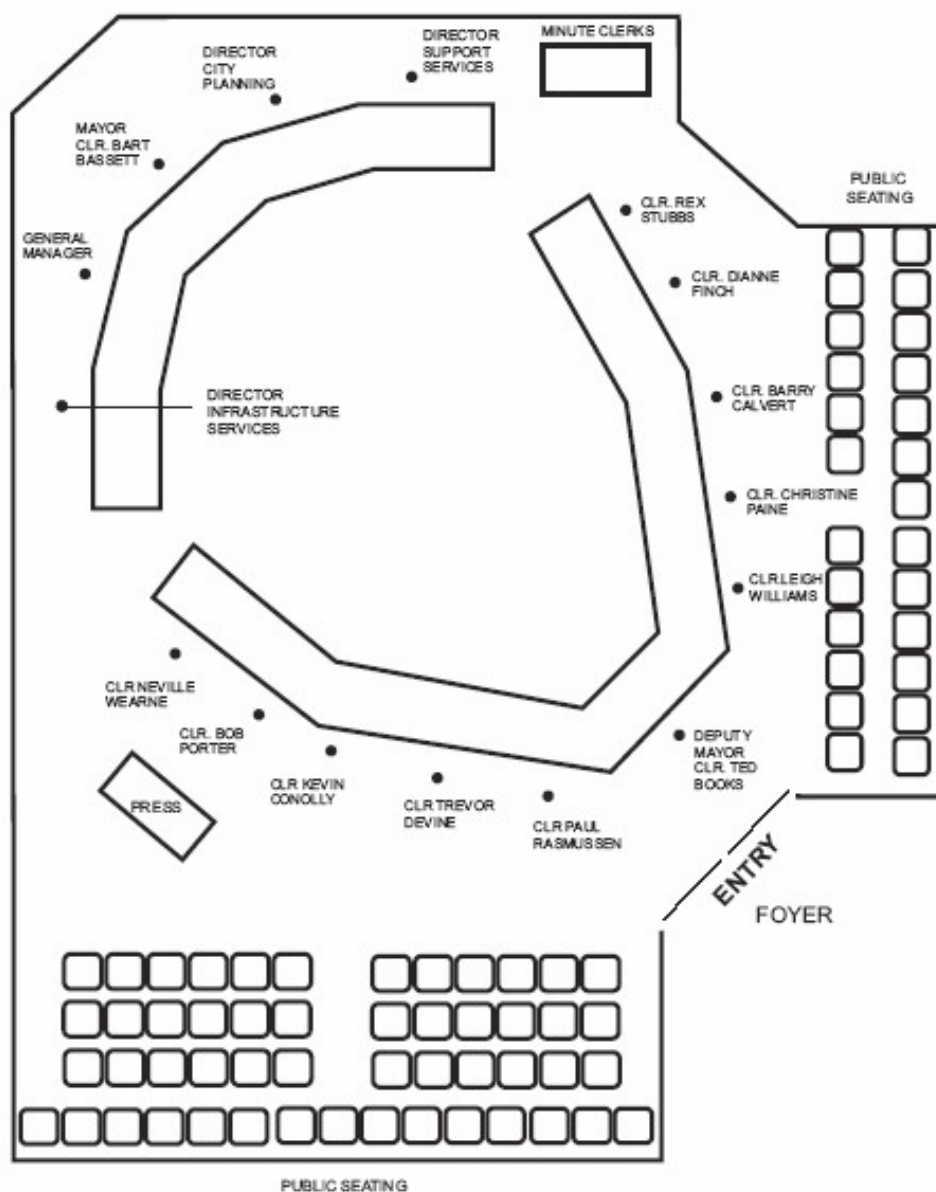 MINUTE CLERKS
DIRECTOR
SUPPORT
SERVICES
DIRECTOR
CITY
PLANNING
MAYOR
CLR. BART
BASSETT
GENERAL
MANAGER
DIRECTOR
INFRASTRUCTURE
SERVICES
PUBLIC
SEATING
CLR. REX
STUBBS
CLR. DIANNE
FINCH
CLR. BARRY
CALVERT
CLR. CHRISTINE
PAINE
CLR.LEIGH
WILLIAMS
CLR NEVILLE
WEARNE
CLR. BOB
PORTER
CLR KEVIN
CONOLLY
CLR TREVOR
DEVINE
CLR PAUL
RASMUSSEN
DEPUTY
MAYOR
CLR. TED
BOOKS
PRESS
ENTRY
FOYER
PUBLIC SEATING